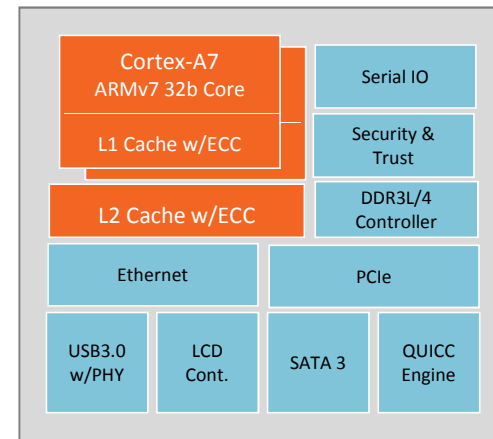 Cortex-A7
ARMv7 32b Core
L1 Cache w/ECC
L2 Cache w/ECC
Serial IO
Security &
Trust
DDR3L/4
Controller
Ethernet
PCIe
USB3.0
w/PHY
LCD
Cont.
SATA 3
QUICC
Engine